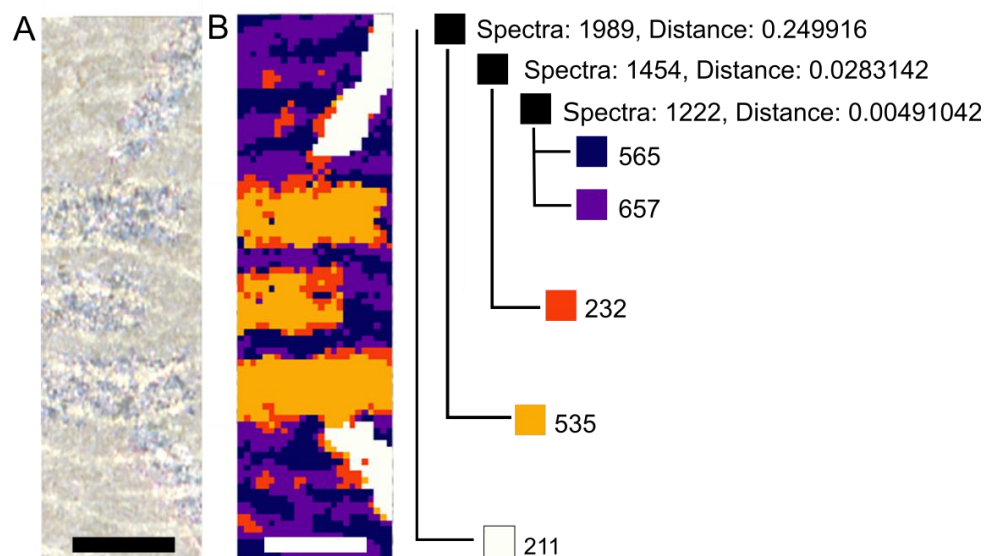 A
B
Spectra: 1989, Distance: 0.249916
Spectra: 1454, Distance: 0.0283142
Spectra: 1222, Distance: 0.00491042
565
657
232
535
211